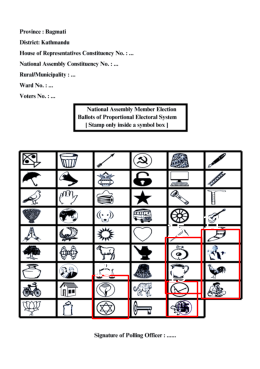 Province : Bagmati
District: Kathmandu
House of Representatives Constituency No. : ...
National Assembly Constituency No. : ...
Rural/Municipality : ...
Ward No. : ...
Voters No. : ...
National Assembly Member Election
Ballots of Proportional Electoral System
[ Stamp only inside a symbol box ]
Signature of Polling Officer : ......